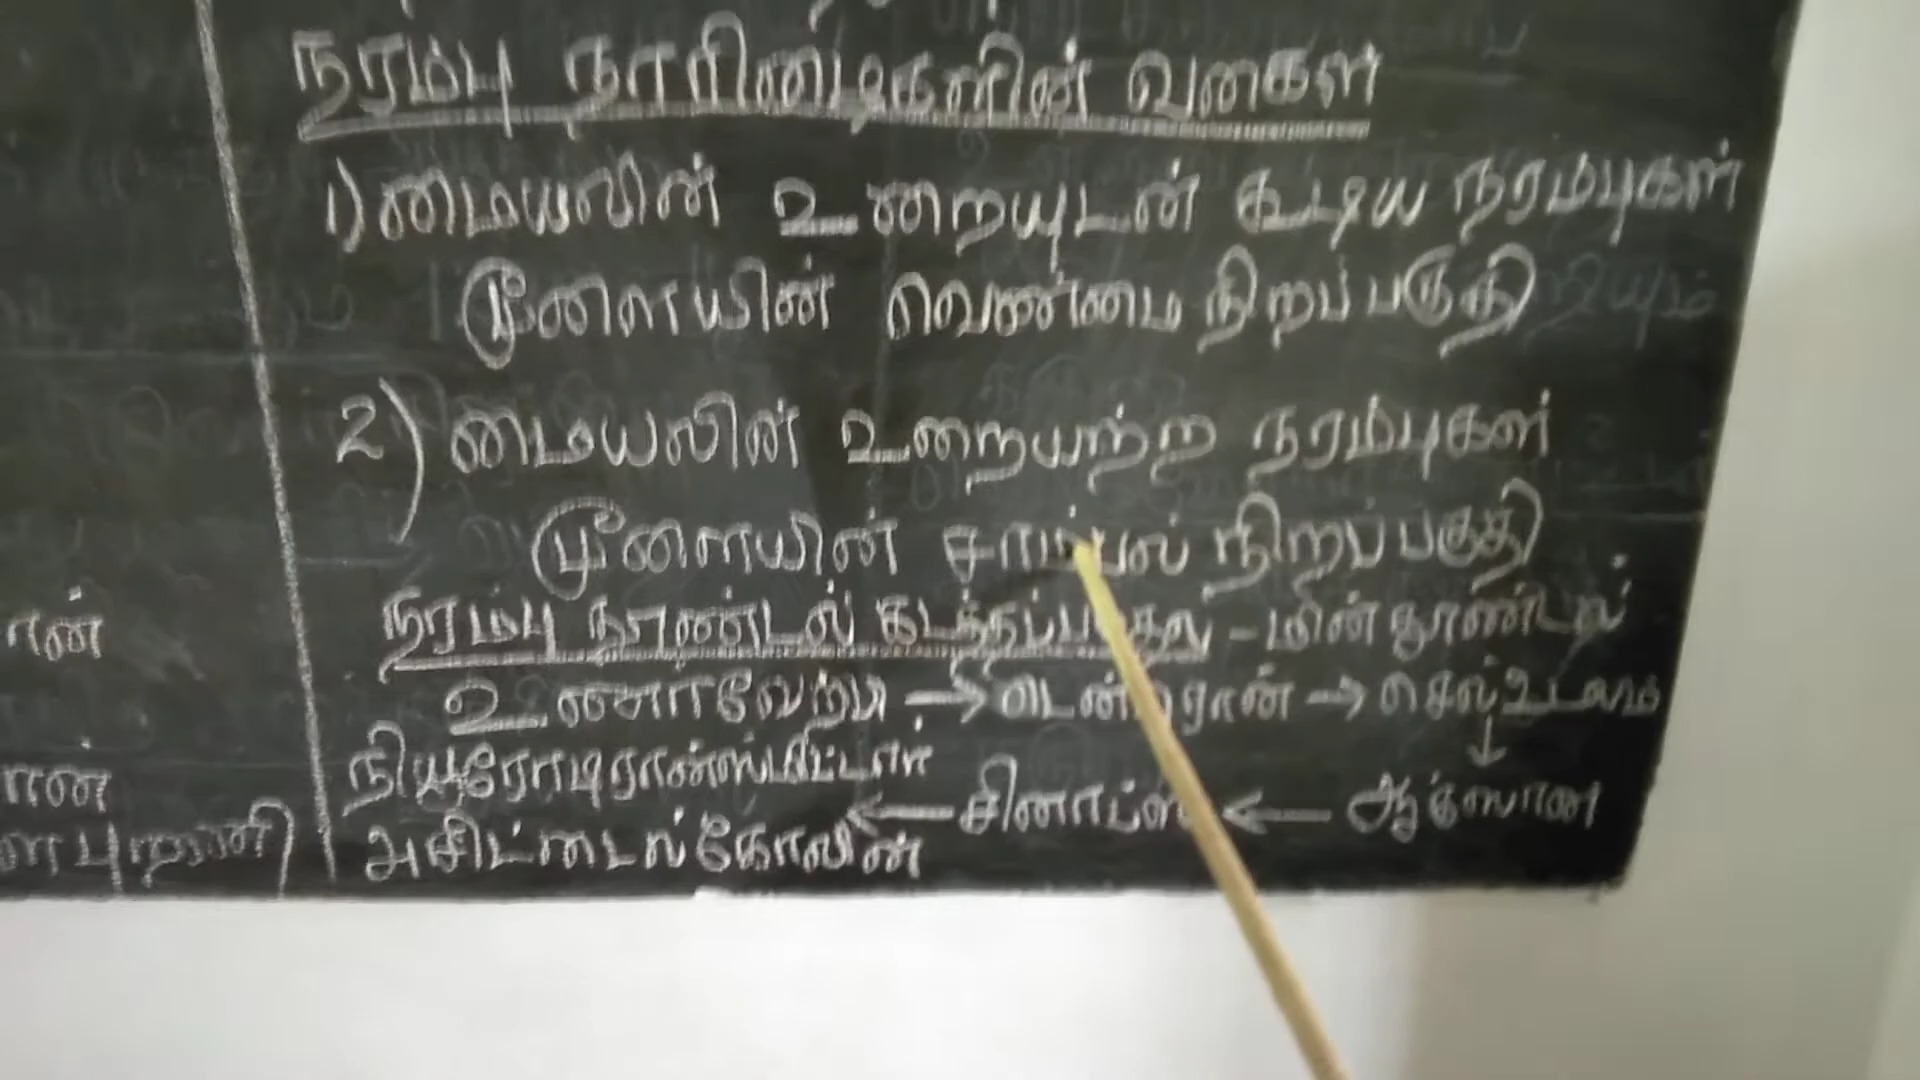 நரம்பு நாரிழைகளின் வகைகள்
1) மையலின் உறையுடன் கூடிய நரம்புகள்
மூளையின் வெண்மை நிறப்பகுதி
2) மையலின் உறையற்ற நரம்புகள்
மூளையின் சாம்பல் நிறப்பகுதி
நரம்பு தூண்டல் கடத்தப்படுதல் - மின்தூண்டல்
உணர்வேற்பி → டென்ட்ரான் → செல் உடலம்
↓
நியூரோடிரான்ஸ்மிட்டர் ← சினாப்ஸ் ← ஆக்ஸான்
அசிட்டைல்கோலின்